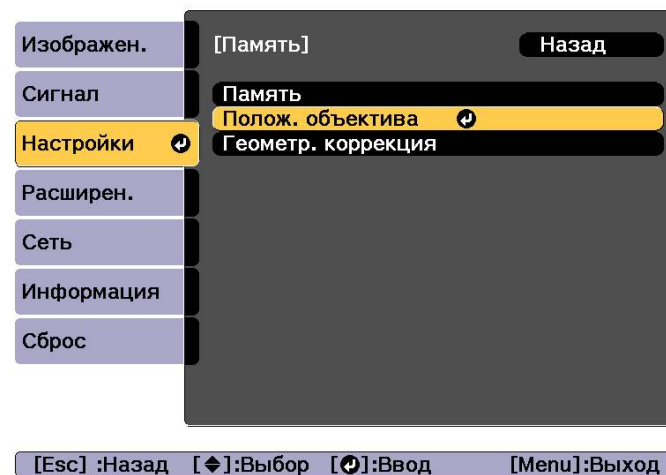 Изображен.
Сигнал
Настройки
Расширен.
Сеть
Информация
Сброс
[Память] Назад
Память
Полож. объектива
Геометр. коррекция
[Esc] :Назад [◆]:Выбор [↵]:Ввод [Menu]:Выход